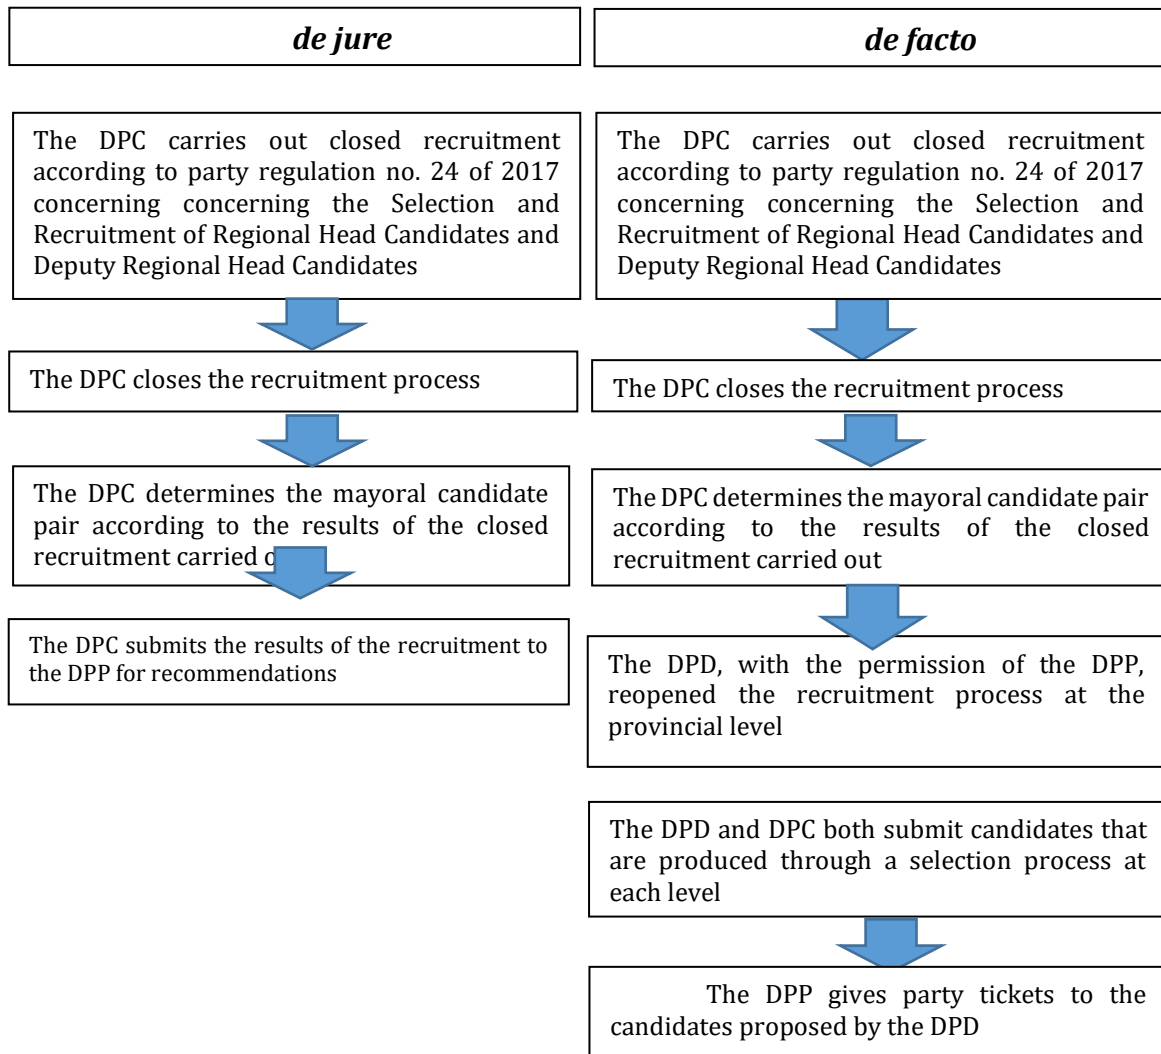 de jure
The DPC carries out closed recruitment
according to party regulation no. 24 of 2017
concerning concerning the Selection and
Recruitment of Regional Head Candidates and
Deputy Regional Head Candidates
The DPC closes the recruitment process
The DPC determines the mayoral candidate
pair according to the results of the closed
recruitment carried
The DPC submits the results of the recruitment to
the DPP for recommendations
de facto
The DPC carries out closed recruitment
according to party regulation no. 24 of 2017
concerning concerning the Selection and
Recruitment of Regional Head Candidates and
Deputy Regional Head Candidates
The DPC closes the recruitment process
The DPC determines the mayoral candidate pair
according to the results of the closed
recruitment carried out
The DPD, with the permission of the DPP,
reopened the recruitment process at the
provincial level
The DPD and DPC both submit candidates that
are produced through a selection process at
each level
The DPP gives party tickets to the
candidates proposed by the DPD